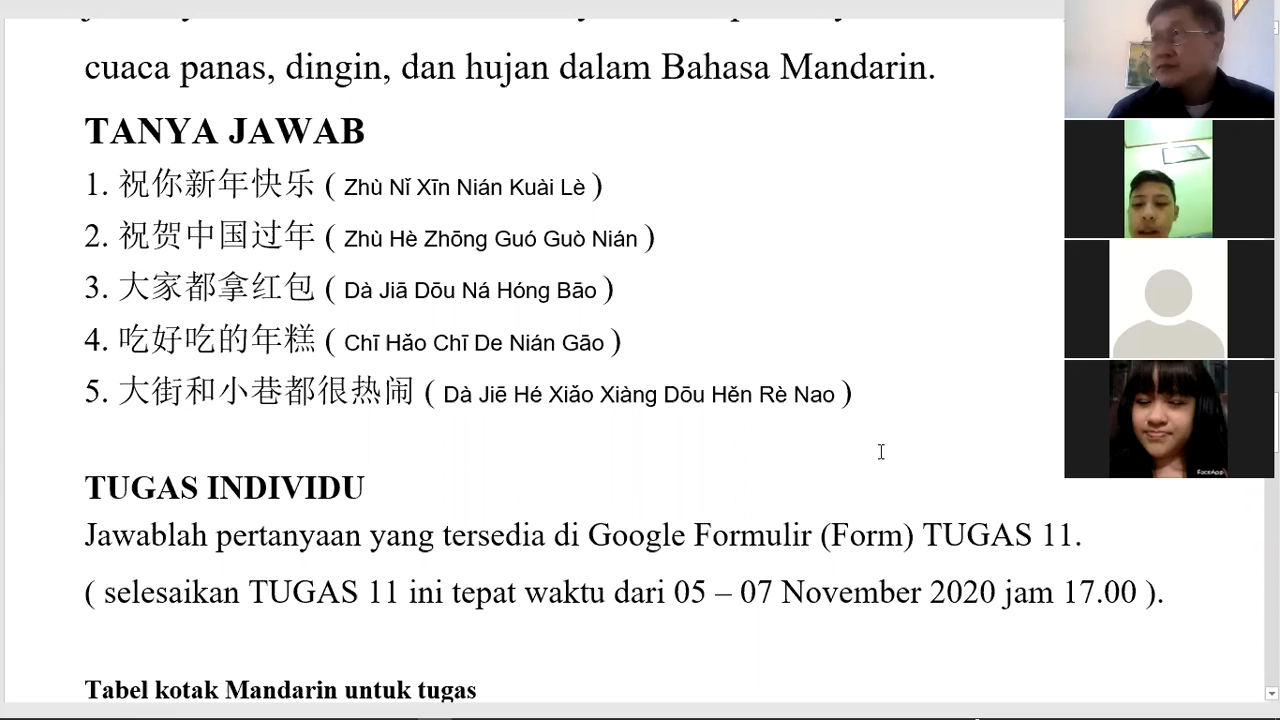 cuaca panas, dingin, dan hujan dalam Bahasa Mandarin.
TANYA JAWAB
1. 祝你新年快乐 ( Zhù Nǐ Xīn Nián Kuài Lè )
2. 祝贺中国过年 ( Zhù Hè Zhōng Guó Guò Nián )
3. 大家都拿红包 ( Dà Jiā Dōu Ná Hóng Bāo )
4. 吃好吃的年糕 ( Chī Hǎo Chī De Nián Gāo )
5. 大街和小巷都很热闹 ( Dà Jiē Hé Xiǎo Xiàng Dōu Hěn Rè Nao )
TUGAS INDIVIDU
Jawablah pertanyaan yang tersedia di Google Formulir (Form) TUGAS 11.
( selesaikan TUGAS 11 ini tepat waktu dari 05 – 07 November 2020 jam 17.00 ).
Tabel kotak Mandarin untuk tugas
FaceApp